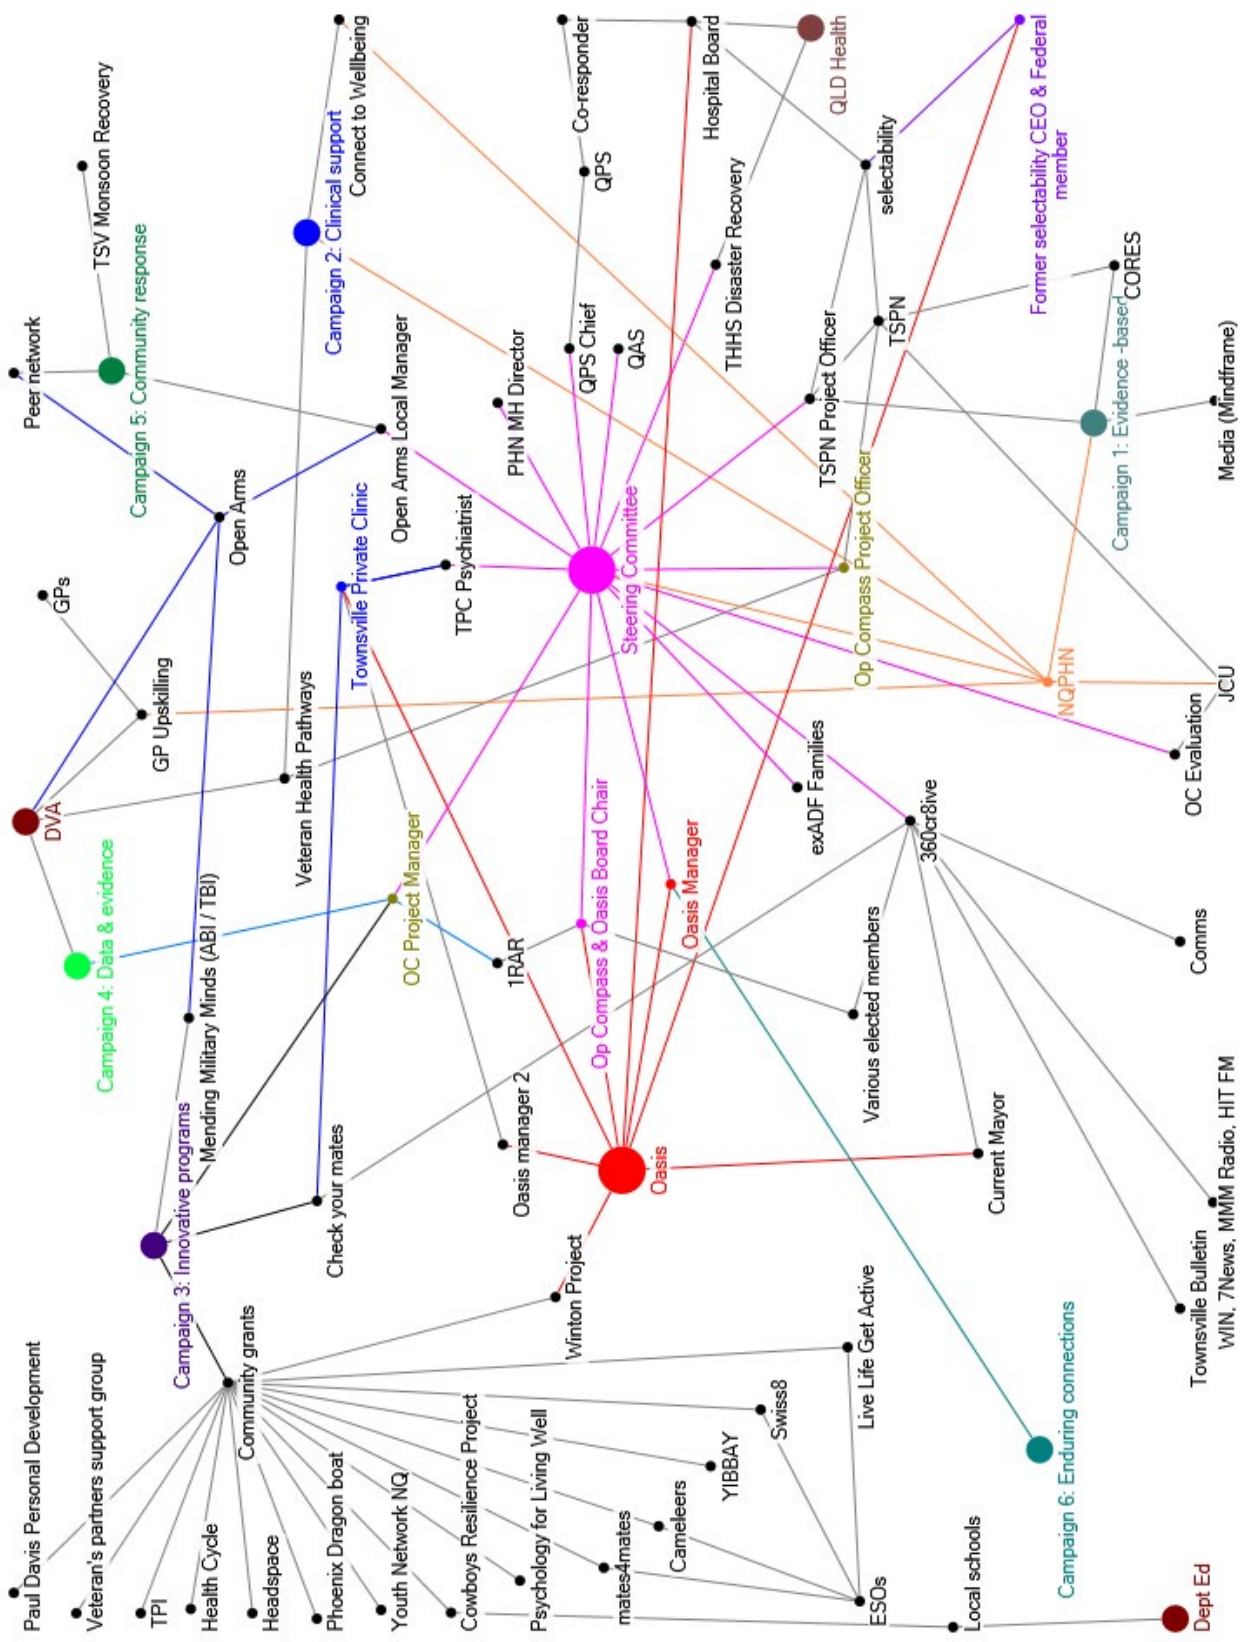 Paul Davis Personal Development
Veteran's partners support group
TPI
Health Cycle
Headspace
Phoenix Dragon boat
Youth Network NQ
Cowboys Resilience Project
Psychology for Living Well
mates4mates
Cameleers
YIBBAY
Swiss8
Live Life Get Active
ESOs
Local schools
Dept Ed
Community grants
Campaign 3: Innovative programs
Winton Project
Campaign 6: Enduring connections
Check your mates
Oasis manager 2
Oasis
Current Mayor
Townsville Bulletin
WIN, 7News, MMM Radio, HIT FM
Mending Military Minds (ABI / TBI)
Campaign 4: Data & evidence
DVA
OC Project Manager
1RAR
Op Compass & Oasis Board Chair
Oasis Manager
Various elected members
Comms
360cr8ive
exADF Families
OC Evaluation
JCU
NQPHN
Veteran Health Pathways
GP Upskilling
GPs
Townsville Private Clinic
TPC Psychiatrist
Steering Committee
Op Compass Project Officer
Open Arms
Open Arms Local Manager
PHN MH Director
QPS Chief
QAS
THHS Disaster Recovery
TSPN Project Officer
TSPN
Campaign 1: Evidence -based
Media (Mindframe)
CORES
Peer network
Campaign 5: Community response
TSV Monsoon Recovery
Campaign 2: Clinical support
Connect to Wellbeing
QPS
Co-responder
Hospital Board
QLD Health
selectability
Former selectability CEO & Federal
member